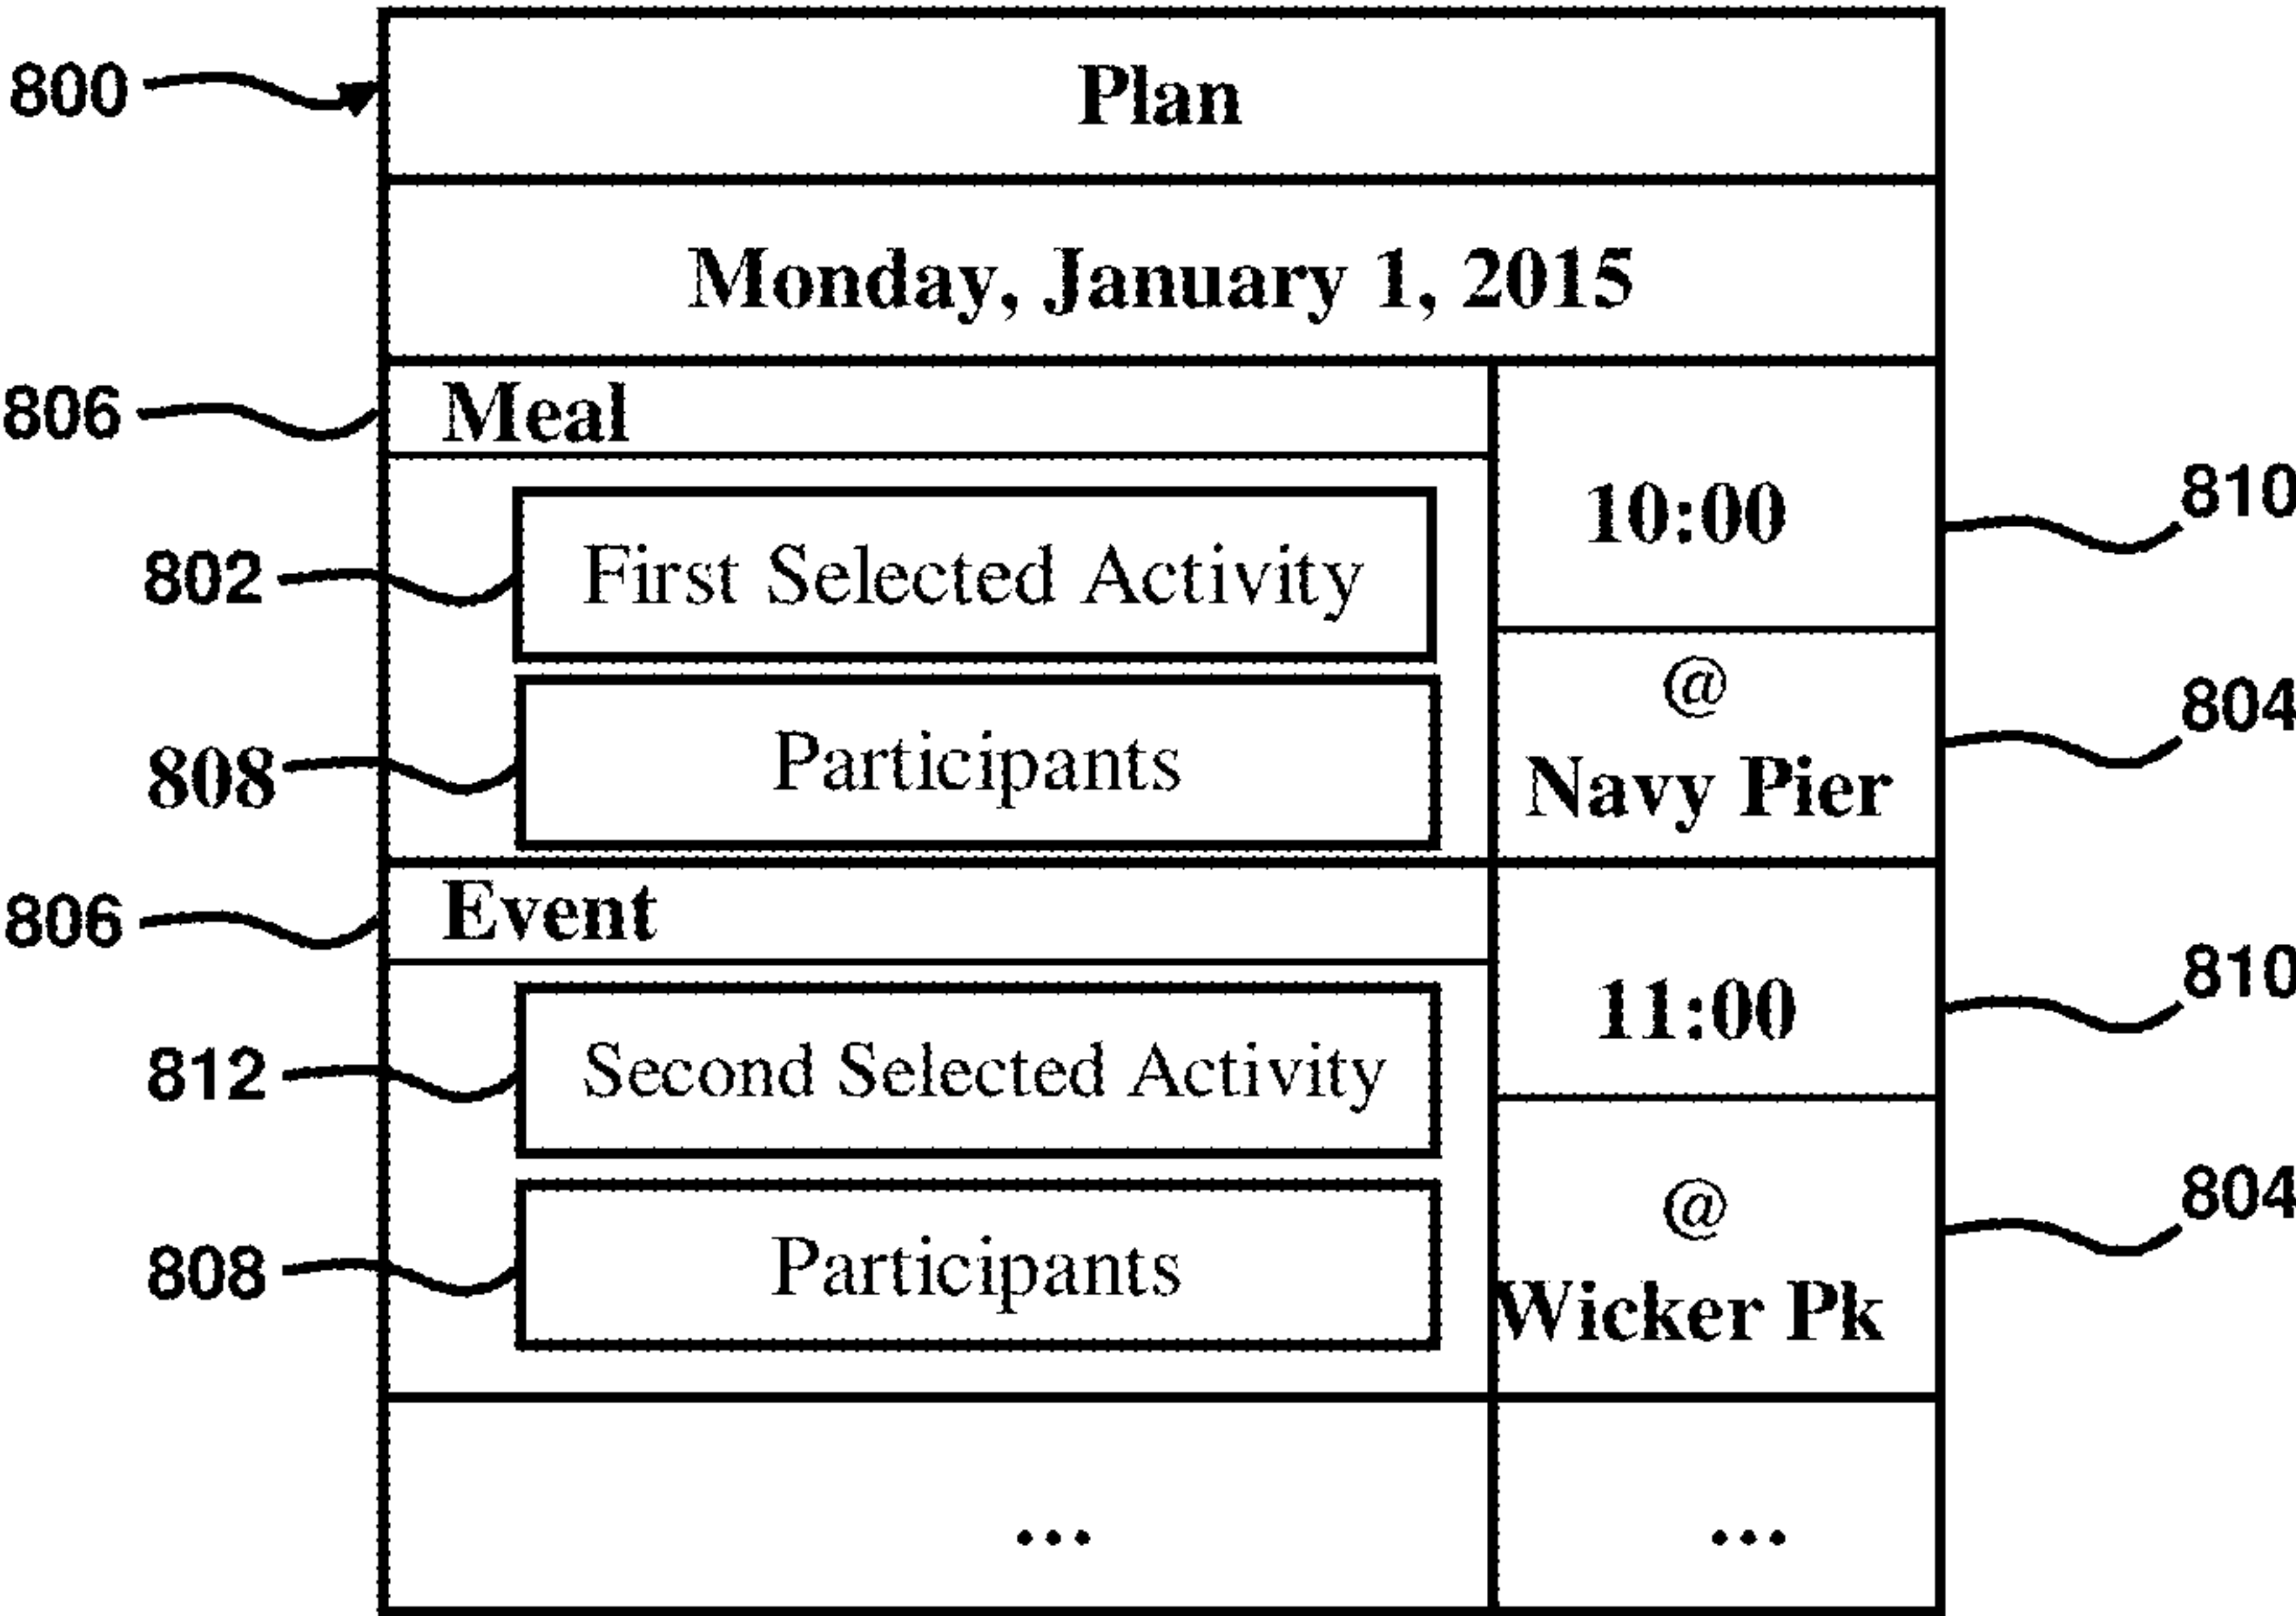 800
Plan
Monday, January 1, 2015
806
Meal
10:00
810
802
First Selected Activity
808
Participants
@
Navy Pier
804
806
Event
11:00
810
812
Second Selected Activity
808
Participants
@
Wicker Pk
804
... ...